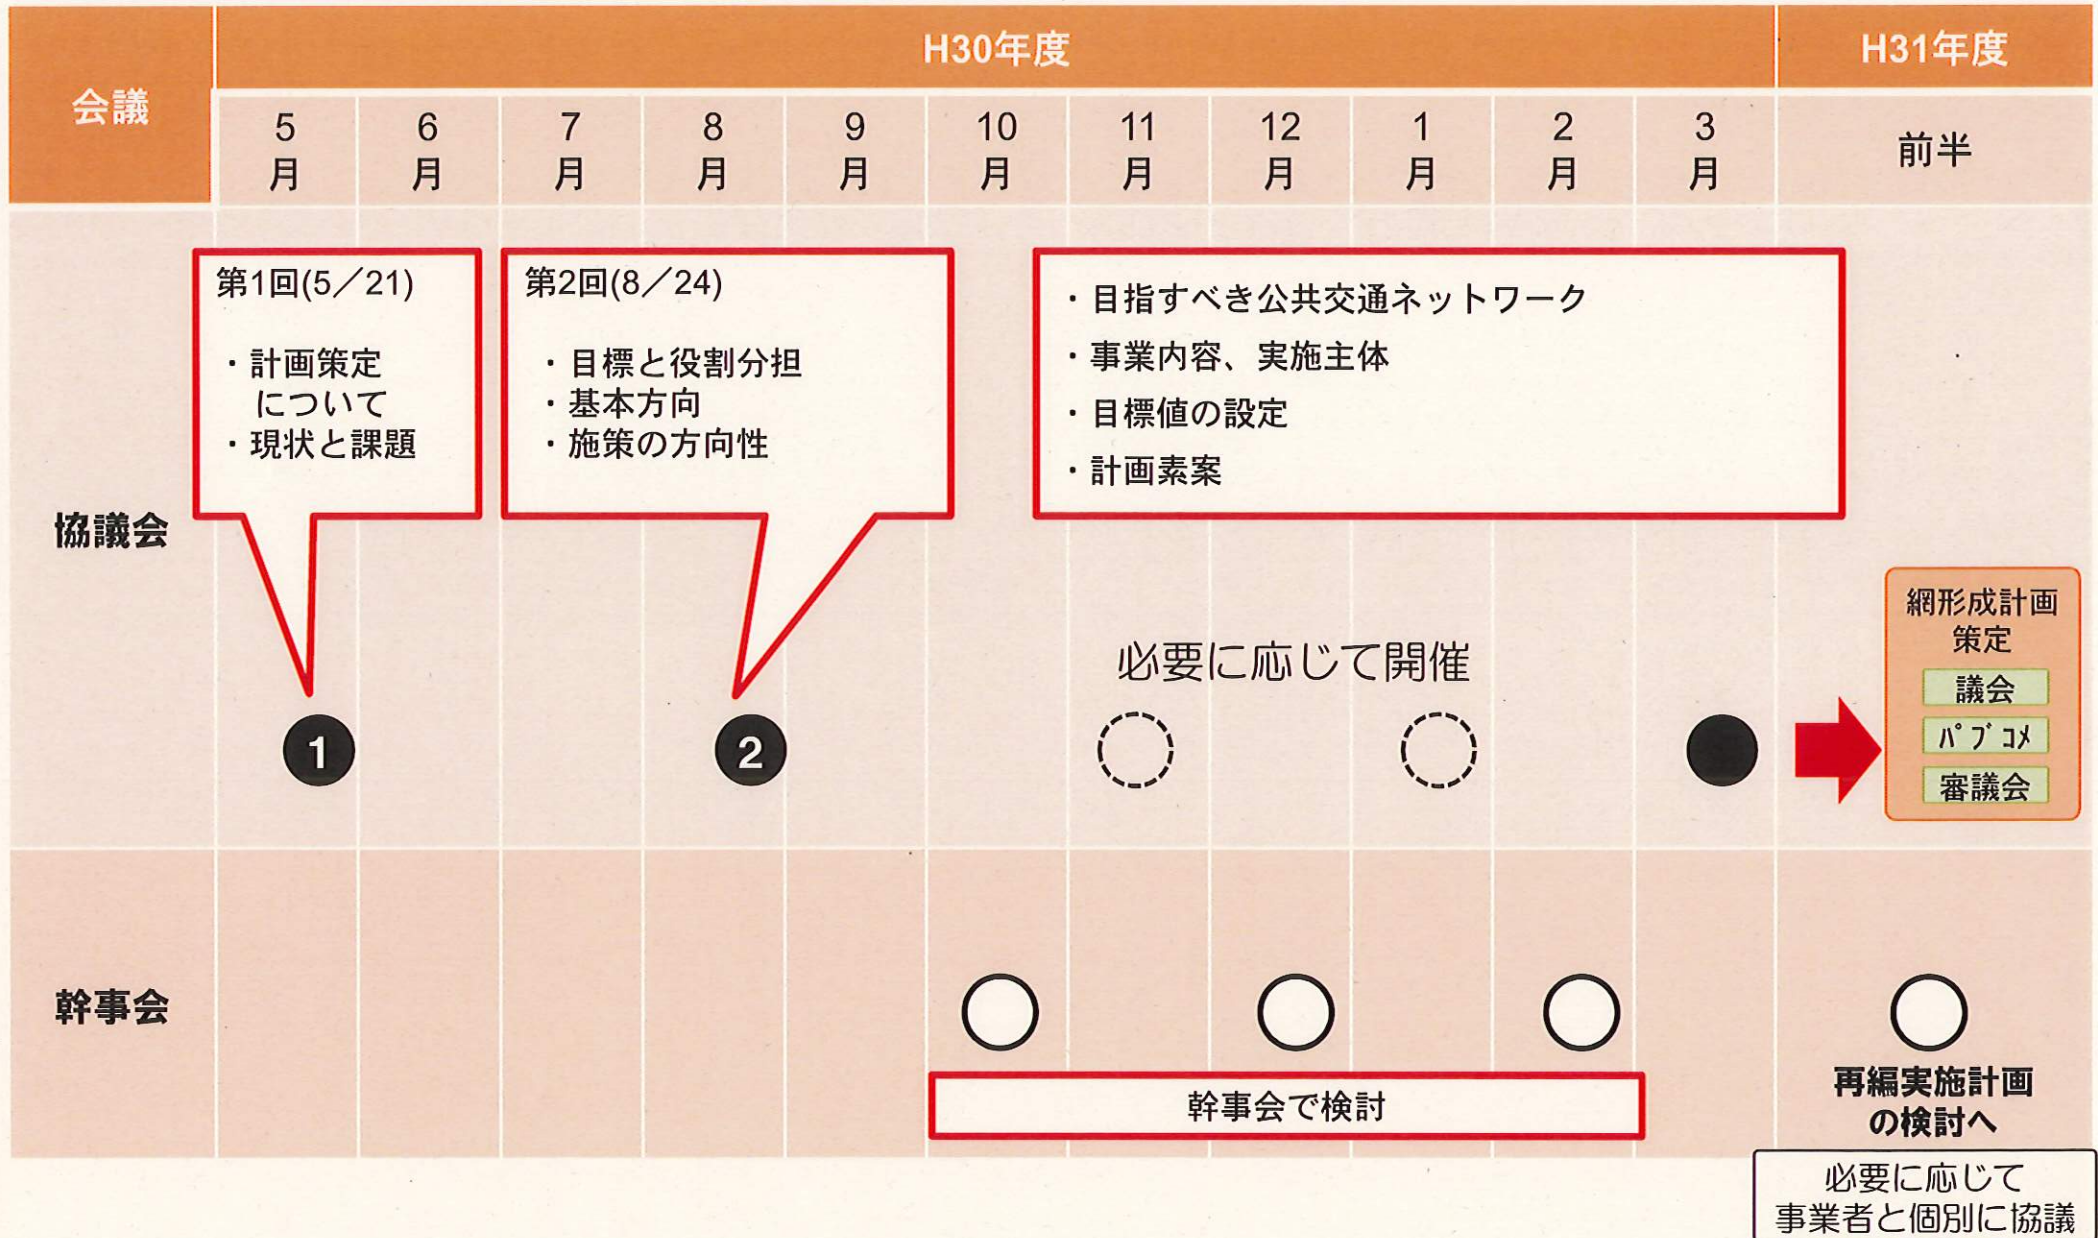 会議
H30年度
H31年度
5
月
6
月
7
月
8
月
9
月
10
月
11
月
12
月
1
月
2
月
3
月
前半
協議会
第1回(5／21)
・計画策定
について
・現状と課題
第2回(8／24)
・目標と役割分担
・基本方向
・施策の方向性
・目指すべき公共交通ネットワーク
・事業内容、実施主体
・目標値の設定
・計画素案
必要に応じて開催
1
2
網形成計画
策定
議会
ﾊﾟﾌﾞｺﾒ
審議会
幹事会
幹事会で検討
再編実施計画
の検討へ
必要に応じて
事業者と個別に協議